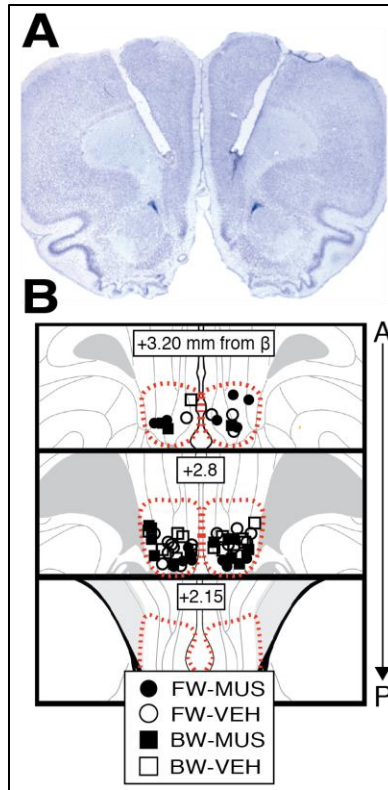 A
B
+3.20 mm from β
A
+2.8
+2.15
P
FW-MUS
FW-VEH
BW-MUS
BW-VEH